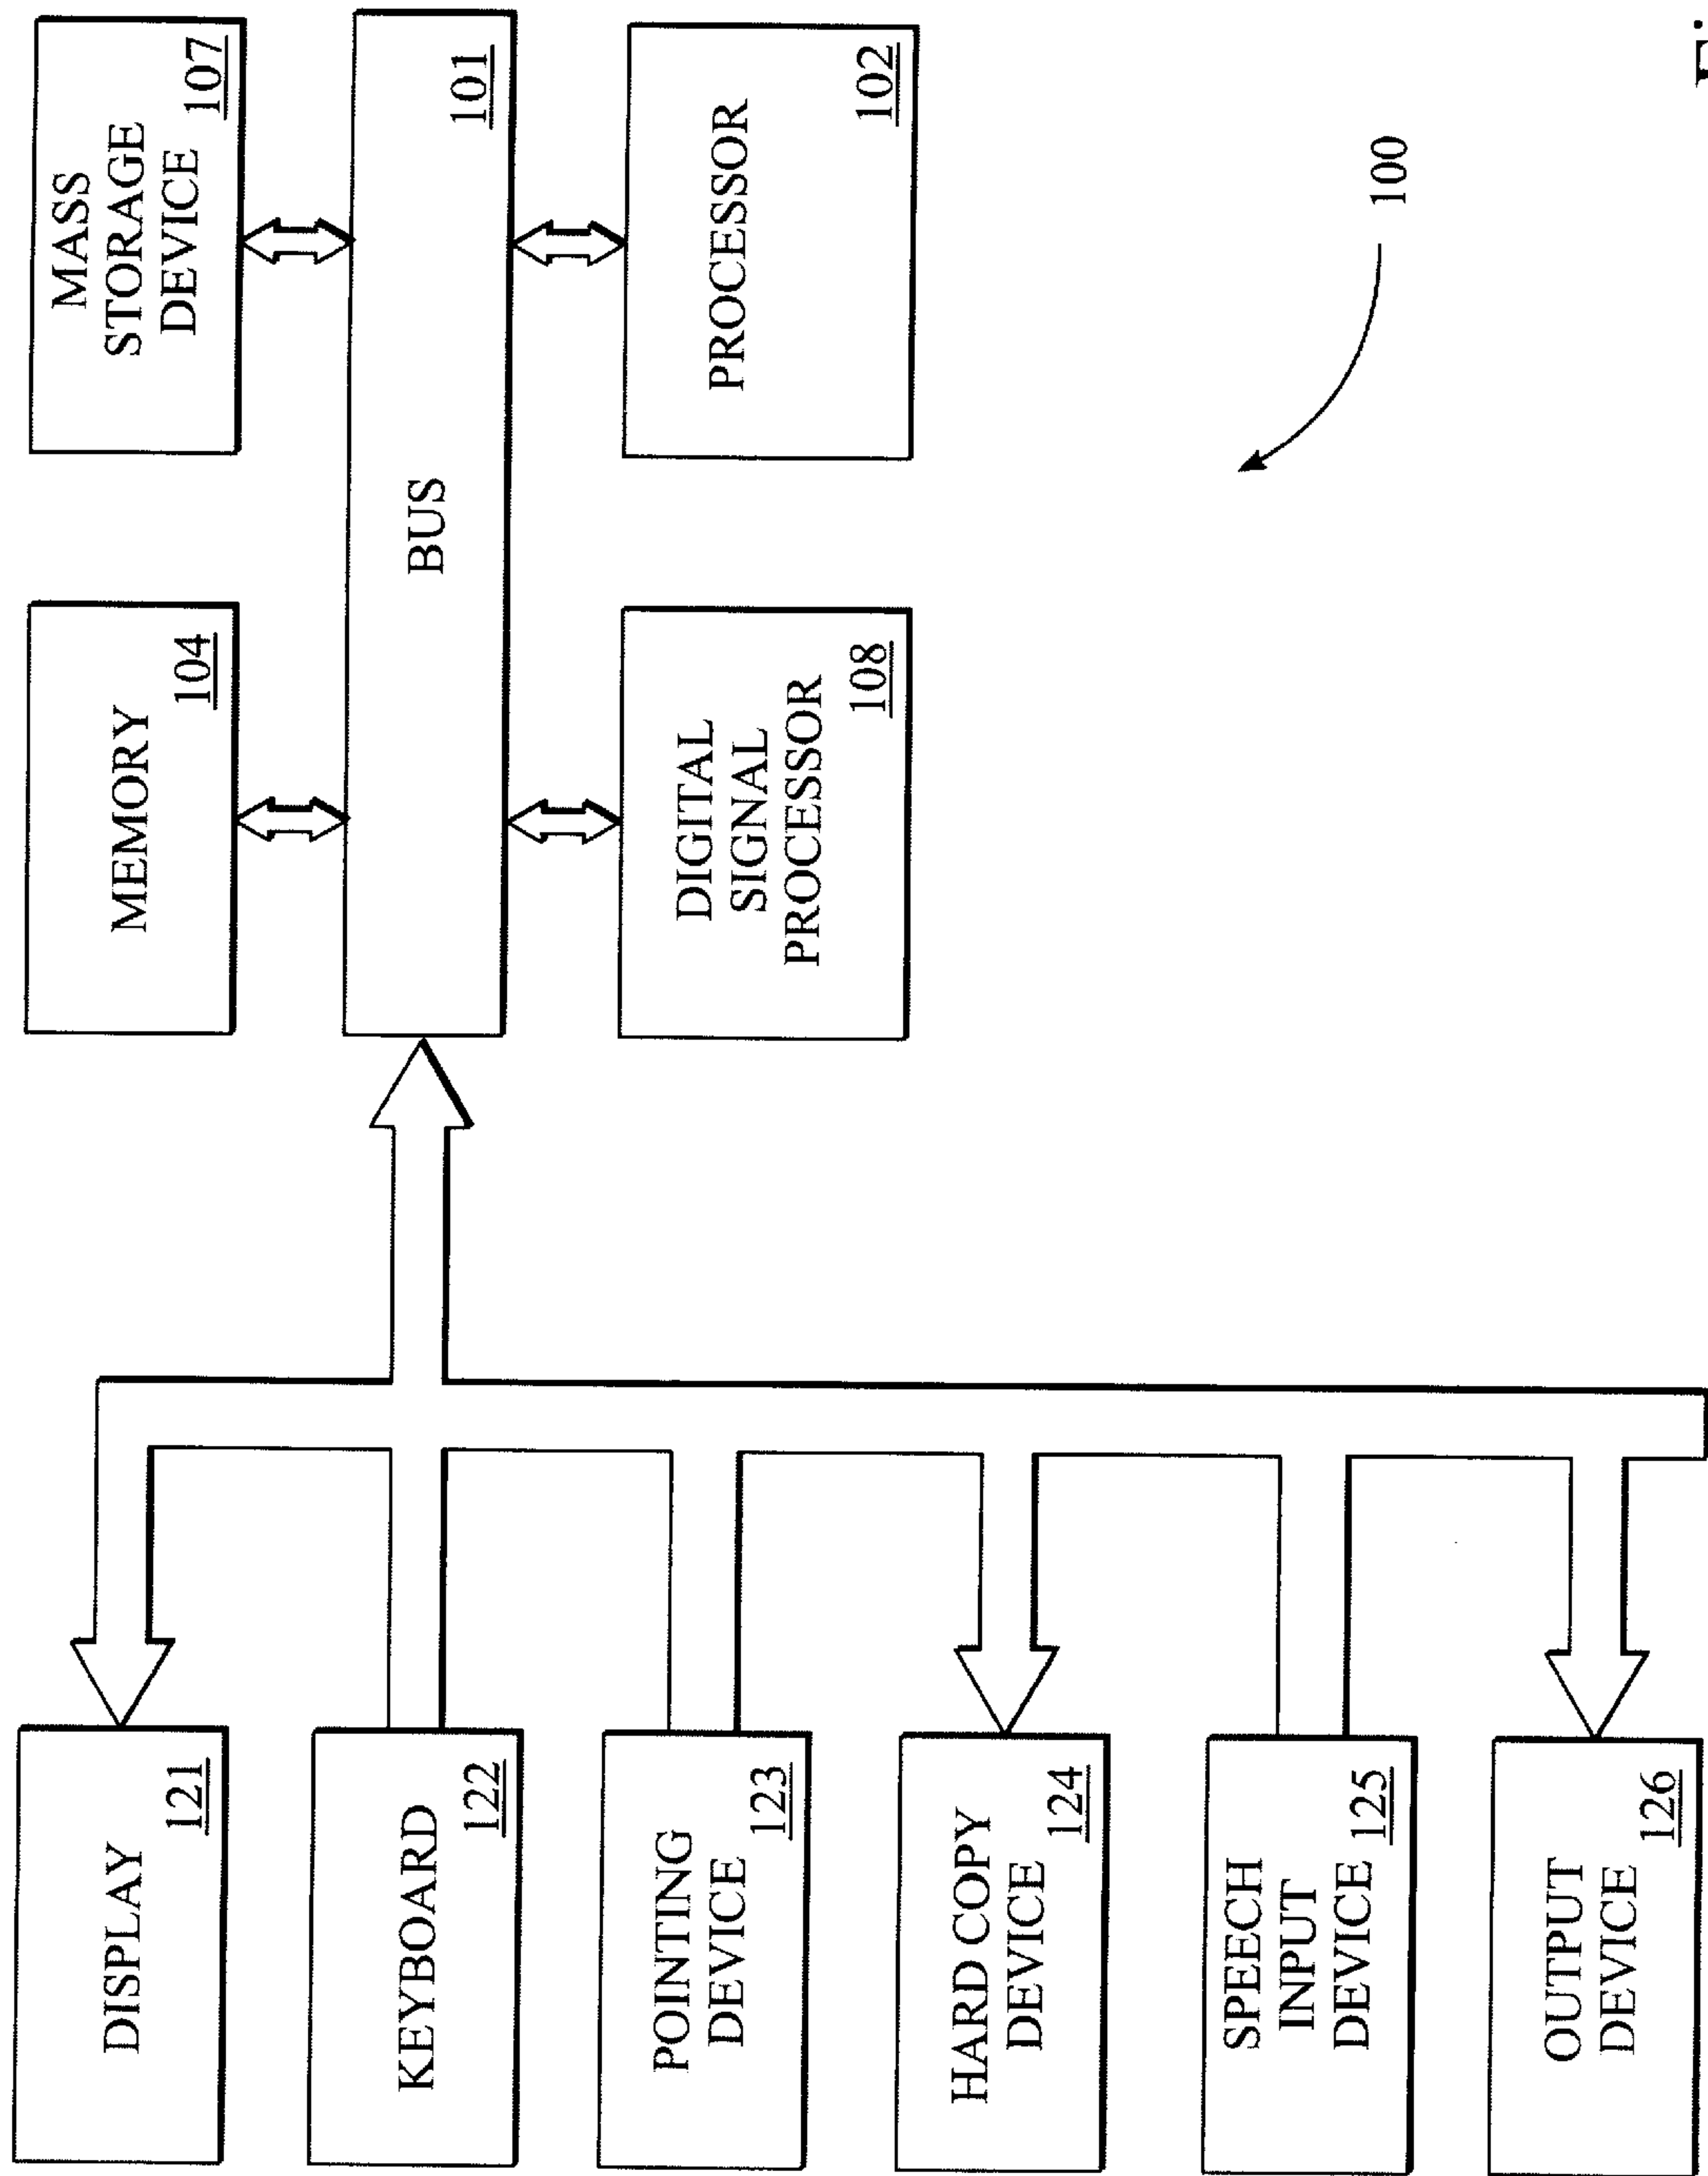 DISPLAY
121
KEYBOARD
122
POINTING
DEVICE
123
HARD COPY
DEVICE
124
SPEECH
INPUT
DEVICE
125
OUTPUT
DEVICE
126
MEMORY
104
MASS
STORAGE
DEVICE
107
BUS
101
DIGITAL
SIGNAL
PROCESSOR
108
PROCESSOR
102
100